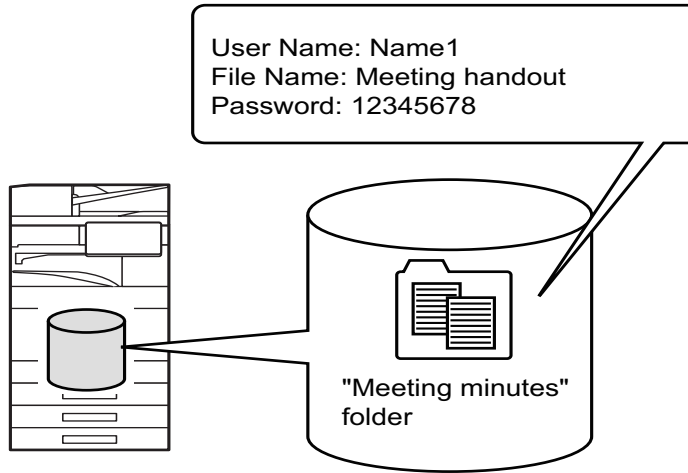 User Name: Name1
File Name: Meeting handout
Password: 12345678
"Meeting minutes"
folder